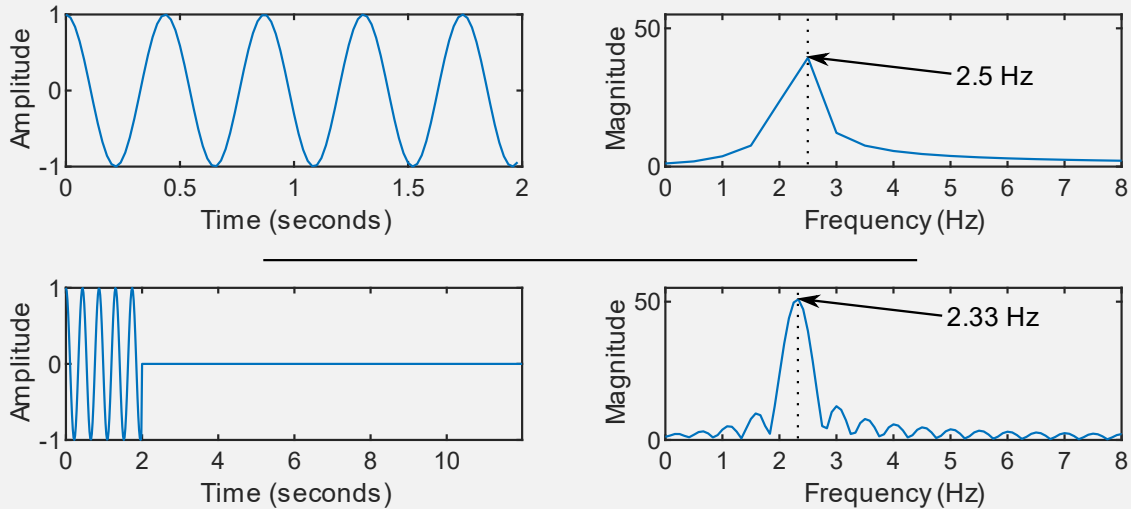 1
0
-1
Amplitude
0 0.5 1 1.5 2
Time (seconds)
50
0
Magnitude
2.5 Hz
0 1 2 3 4 5 6 7 8
Frequency (Hz)
1
0
-1
Amplitude
0 2 4 6 8 10
Time (seconds)
50
0
Magnitude
2.33 Hz
0 1 2 3 4 5 6 7 8
Frequency (Hz)